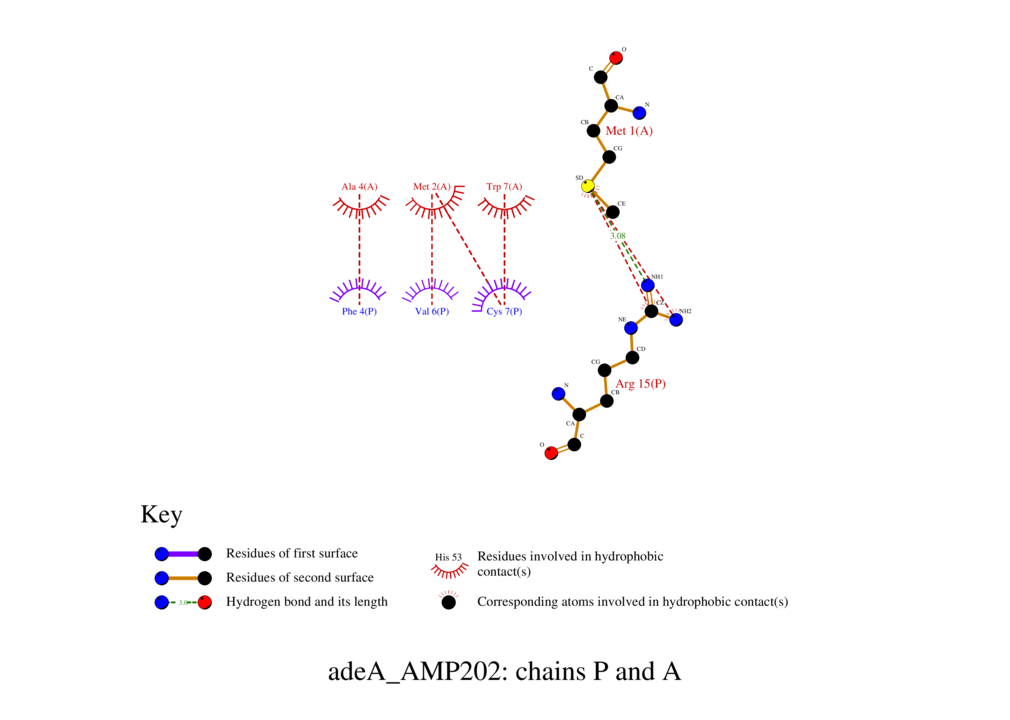 O
C
CA
N
CB
Met 1(A)
CG
SD
Ala 4(A) Met 2(A) Trp 7(A)
CE
3.08
NH1
CZ
Phe 4(P) Val 6(P) Cys 7(P) NH2
NE
CD
CG
Arg 15(P)
N
CB
CA
C
O
Key
Residues of first surface
His 53 Residues involved in hydrophobic
contact(s)
Residues of second surface
3.0 Hydrogen bond and its length
Corresponding atoms involved in hydrophobic contact(s)
adeA_AMP202: chains P and A